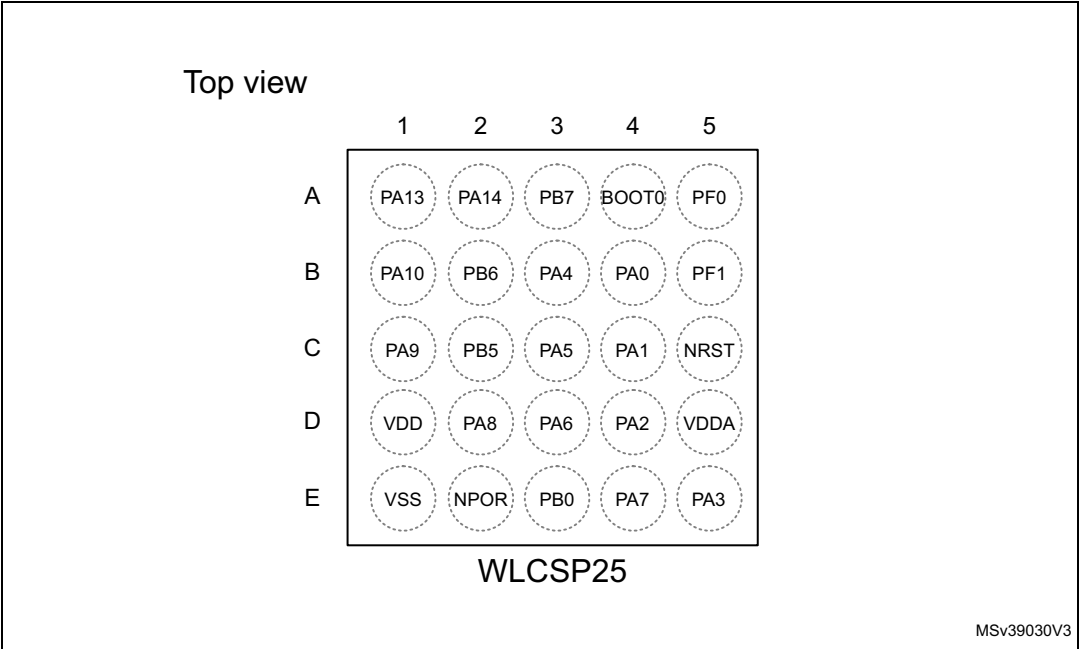 Top view
1 2 3 4 5
A PA13 PA14 PB7 BOOT0 PF0
B PA10 PB6 PA4 PA0 PF1
C PA9 PB5 PA5 PA1 NRST
D VDD PA8 PA6 PA2 VDDA
E VSS NPOR PB0 PA7 PA3
WLCSP25
MSv39030V3